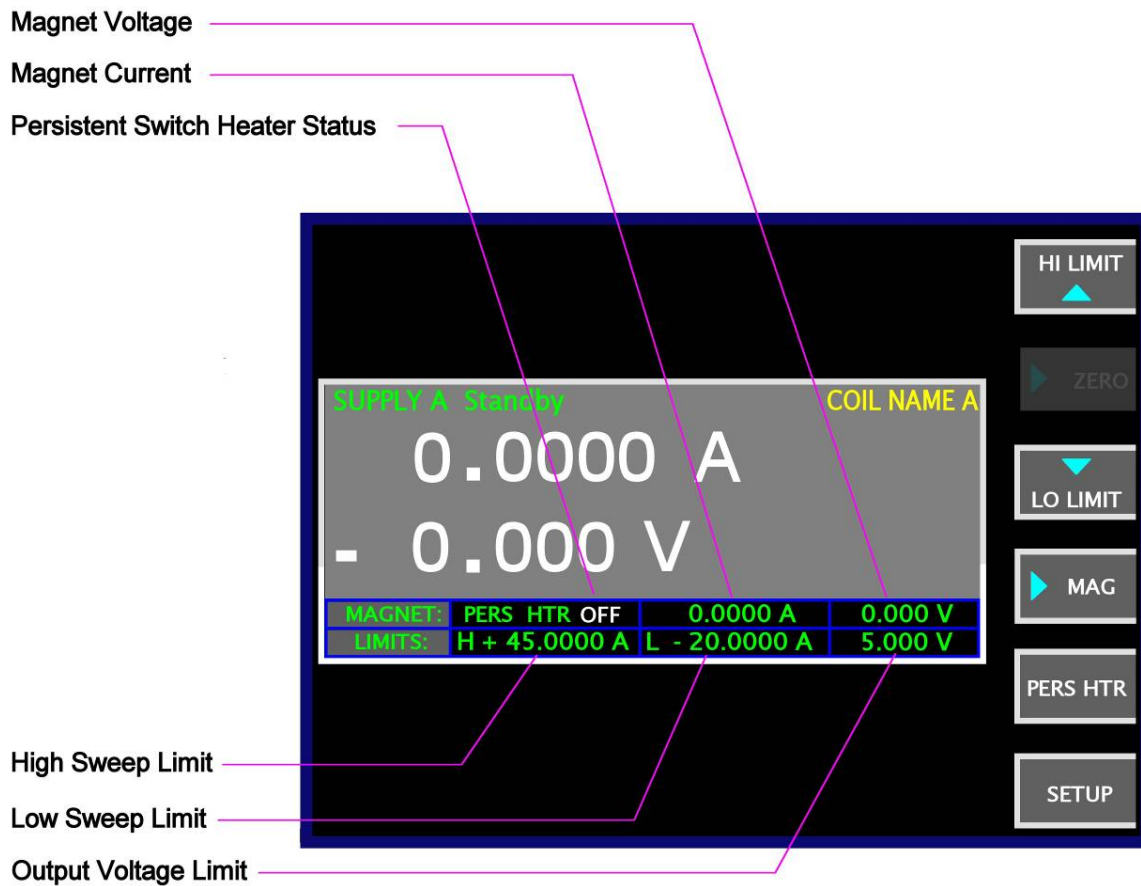 Magnet Voltage
Magnet Current
Persistent Switch Heater Status
HI LIMIT
ZERO
SUPPLY A Standby COIL NAME A
0.0000 A
LO LIMIT
- 0.000 V
MAG
MAGNET: PERS HTR OFF 0.0000 A 0.000 V
LIMITS: H + 45.0000 A L - 20.0000 A 5.000 V
PERS HTR
High Sweep Limit
SETUP
Low Sweep Limit
Output Voltage Limit